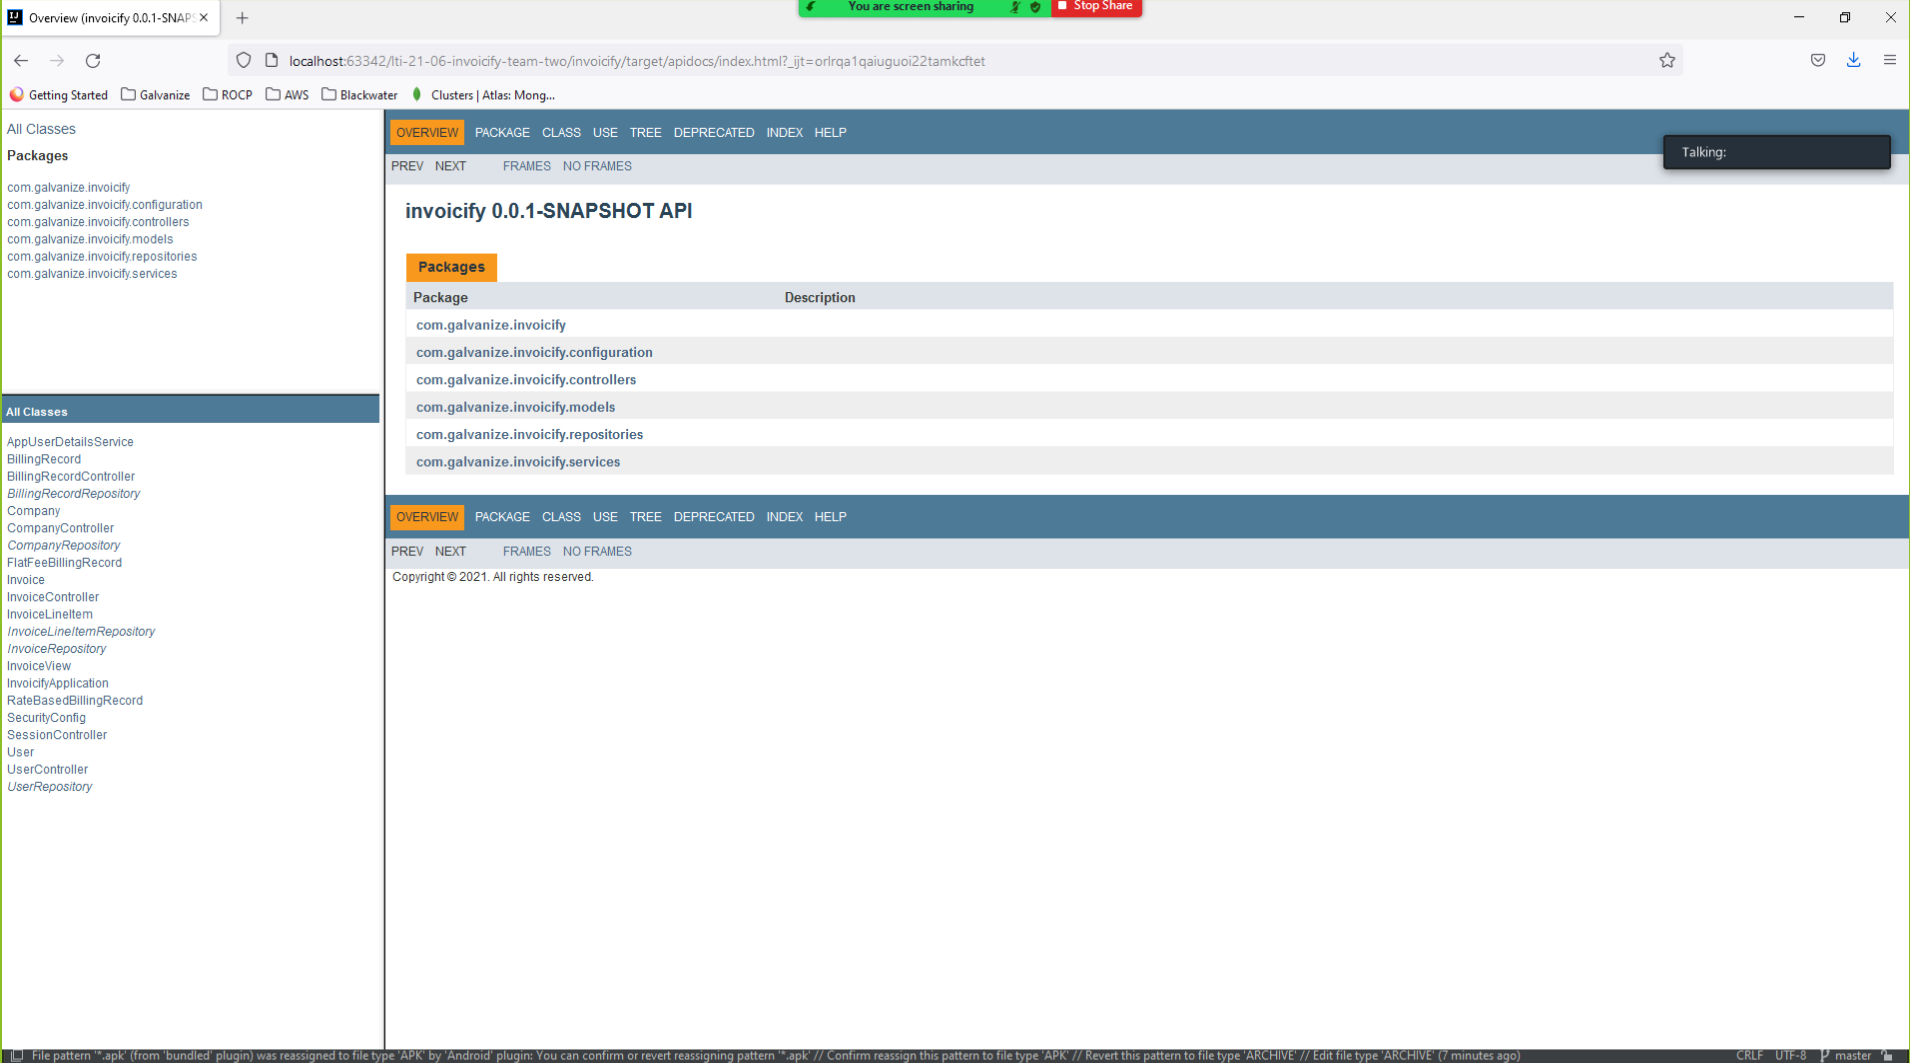 Overview (invoicify 0.0.1-SNAPS
You are screen sharing
Stop Share
localhost:63342/lti-21-06-invoicify-team-two/invoicify/target/apidocs/index.html?_ijt=orlrqa1qaiuguoi22tamkcftet
Getting Started Galvanize ROCP AWS Blackwater Clusters | Atlas: Mong...
All Classes
Packages
com.galvanize.invoicify
com.galvanize.invoicify.configuration
com.galvanize.invoicify.controllers
com.galvanize.invoicify.models
com.galvanize.invoicify.repositories
com.galvanize.invoicify.services
All Classes
AppUserDetailsService
BillingRecord
BillingRecordController
BillingRecordRepository
Company
CompanyController
CompanyRepository
FlatFeeBillingRecord
Invoice
InvoiceController
InvoiceLineItem
InvoiceLineItemRepository
InvoiceRepository
InvoiceView
InvoicifyApplication
RateBasedBillingRecord
SecurityConfig
SessionController
User
UserController
UserRepository
OVERVIEW PACKAGE CLASS USE TREE DEPRECATED INDEX HELP
PREV NEXT FRAMES NO FRAMES
Talking:
invoicify 0.0.1-SNAPSHOT API
Packages
Package Description
com.galvanize.invoicify
com.galvanize.invoicify.configuration
com.galvanize.invoicify.controllers
com.galvanize.invoicify.models
com.galvanize.invoicify.repositories
com.galvanize.invoicify.services
OVERVIEW PACKAGE CLASS USE TREE DEPRECATED INDEX HELP
PREV NEXT FRAMES NO FRAMES
Copyright © 2021. All rights reserved.
File pattern '*.apk' (from 'bundled' plugin) was reassigned to file type 'APK' by 'Android' plugin: You can confirm or revert reassigning pattern '*.apk' // Confirm reassign this pattern to file type 'APK' // Revert this pattern to file type 'ARCHIVE' // Edit file type 'ARCHIVE' (7 minutes ago) CRLF UTF-8 master